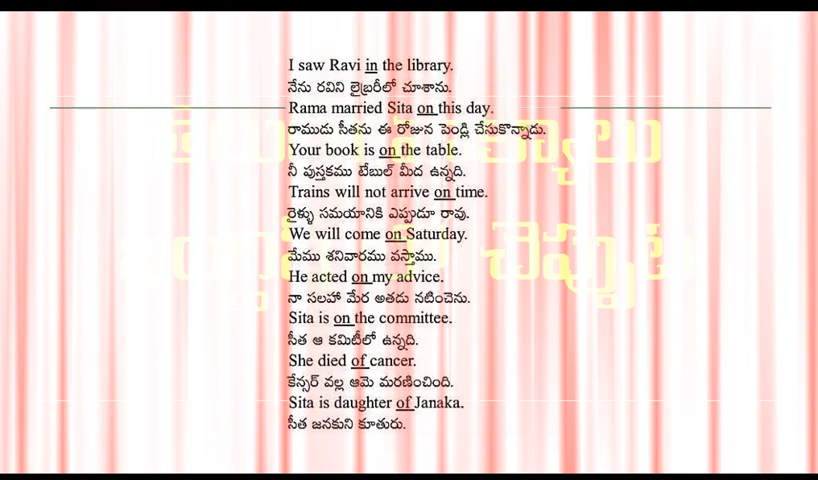 I saw Ravi in the library.
నేను రవిని లైబ్రరీలో చూశాను.
Rama married Sita on this day.
రాముడు సీతను ఈ రోజున పెండ్లి చేసుకొన్నాడు.
Your book is on the table.
నీ పుస్తకము టేబుల్ మీద ఉన్నది.
Trains will not arrive on time.
రైళ్ళు సమయానికి ఎప్పుడూ రావు.
We will come on Saturday.
మేము శనివారము వస్తాము.
He acted on my advice.
నా సలహా మేర అతడు నటించెను.
Sita is on the committee.
సీత ఆ కమిటీలో ఉన్నది.
She died of cancer.
కేన్సర్ వల్ల ఆమె మరణించింది.
Sita is daughter of Janaka.
సీత జనకుని కూతురు.